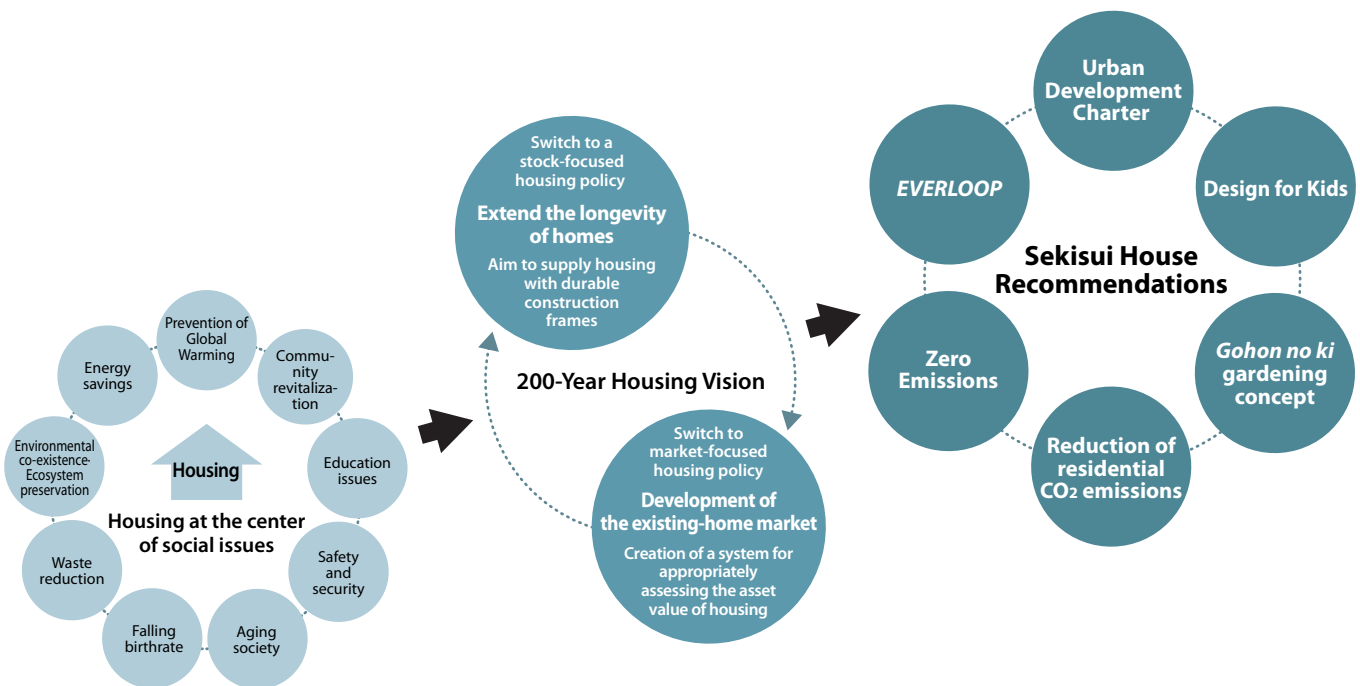 Prevention of
Global
Warming
Commu-
nity
revitaliza-
tion
Education
issues
Safety
and
security
Aging
society
Falling
birthrate
Waste
reduction
Environmental
co-existence·
Ecosystem
preservation
Energy
savings
Housing
Housing at the center
of social issues
Switch to a
stock-focused
housing policy
Extend the longevity
of homes
Aim to supply housing
with durable
construction
frames
200-Year Housing Vision
Switch to
market-focused
housing policy
Development of
the existing-home market
Creation of a system for
appropriately
assessing the asset
value of housing
Urban
Development
Charter
Design for Kids
Gohon no ki
gardening
concept
Reduction of
residential
CO2 emissions
Zero
Emissions
EVERLOOP
Sekisui House
Recommendations